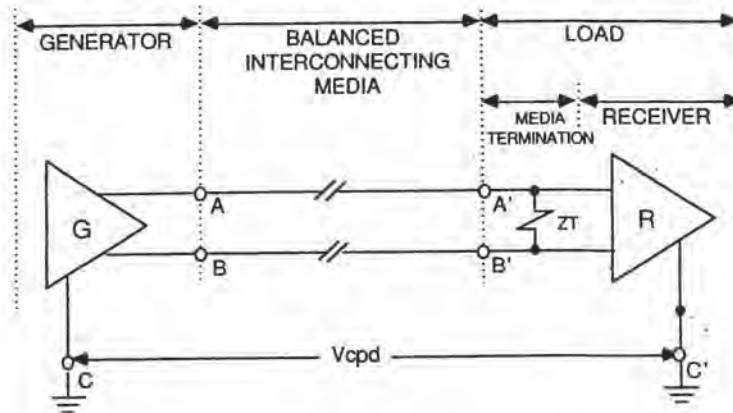 GENERATOR
BALANCED
INTERCONNECTING
MEDIA
LOAD
MEDIA
TERMINATION
RECEIVER
A
A'
G
ZT
R
B
B'
Vcpd
C
C'